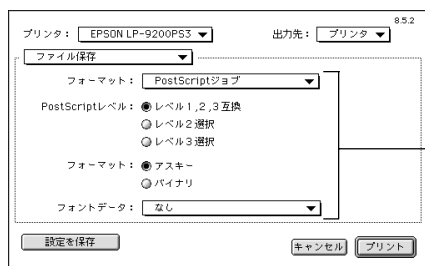 8.5.2
プリンタ： EPSON LP-9200PS3 出力先： プリンタ
ファイル保存
フォーマット： PostScriptジョブ
PostScriptレベル： レベル1,2,3互換
レベル2選択
レベル3選択
フォーマット： アスキー
バイナリ
フォントデータ： なし
設定を保存 キャンセル プリント